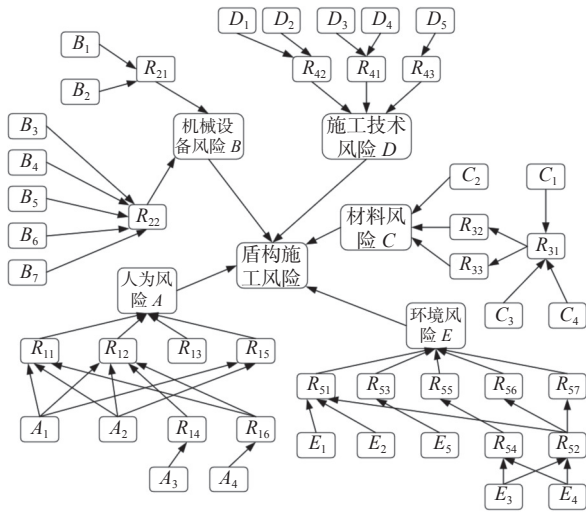 D₁ D₂ D₃ D₄ D₅
B₁
R₂₁
R₄₂ R₄₁ R₄₃
B₂
B₃
机械设
备风险 B
施工技术
风险 D
B₄
C₂ C₁
B₅
R₂₂
材料风
险 C
R₃₂
R₃₁
B₆
盾构施
工风险
R₃₃
B₇
人为风
险 A
环境风
险 E
C₃ C₄
R₁₁ R₁₂ R₁₃ R₁₅
R₅₁ R₅₃ R₅₅ R₅₆ R₅₇
A₁ A₂ R₁₄ R₁₆
E₁ E₂ E₅ R₅₄ R₅₂
A₃ A₄
E₃ E₄